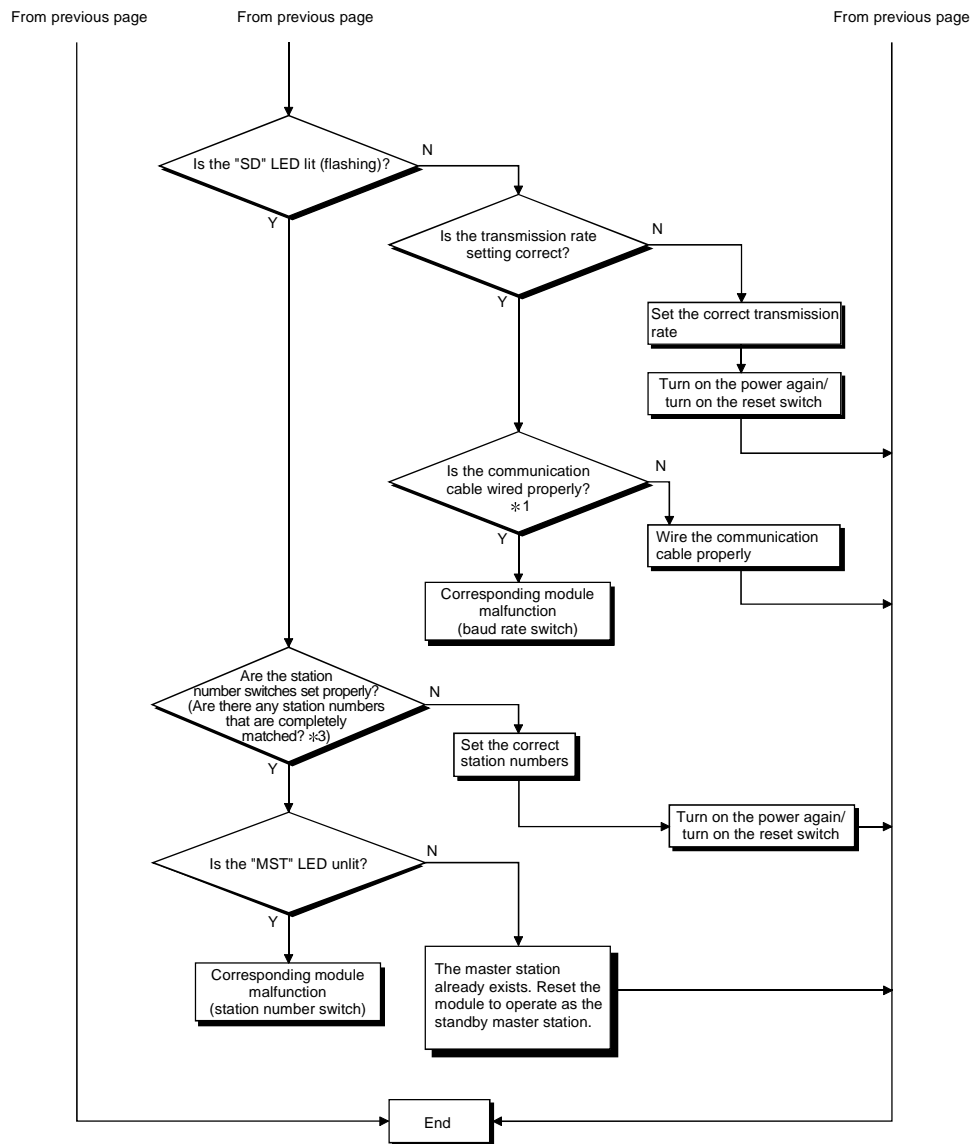 From previous page
From previous page
From previous page
Is the "SD" LED lit (flashing)?
N
Y
Is the transmission rate
setting correct?
N
Y
Set the correct transmission
rate
Turn on the power again/
turn on the reset switch
Is the communication
cable wired properly?
*1
N
Y
Wire the communication
cable properly
Corresponding module
malfunction
(baud rate switch)
Are the station
number switches set properly?
(Are there any station numbers
that are completely
matched? *3)
N
Y
Set the correct
station numbers
Turn on the power again/
turn on the reset switch
Is the "MST" LED unlit?
N
Y
Corresponding module
malfunction
(station number switch)
The master station
already exists. Reset the
module to operate as the
standby master station.
End